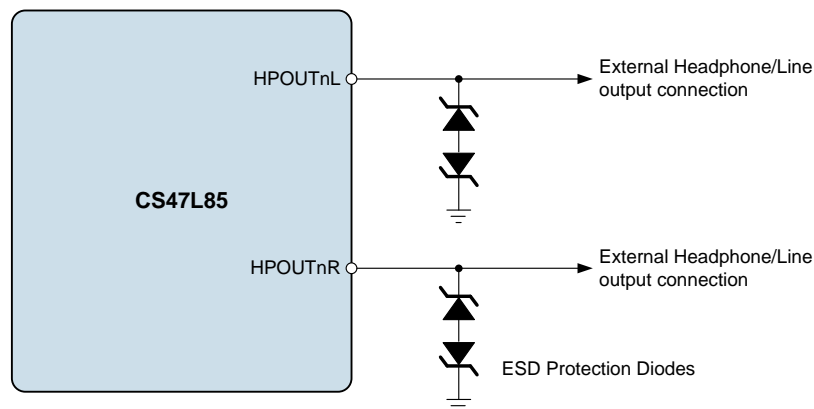 HPOUTnL
External Headphone/Line
output connection
CS47L85
HPOUTnR
External Headphone/Line
output connection
ESD Protection Diodes